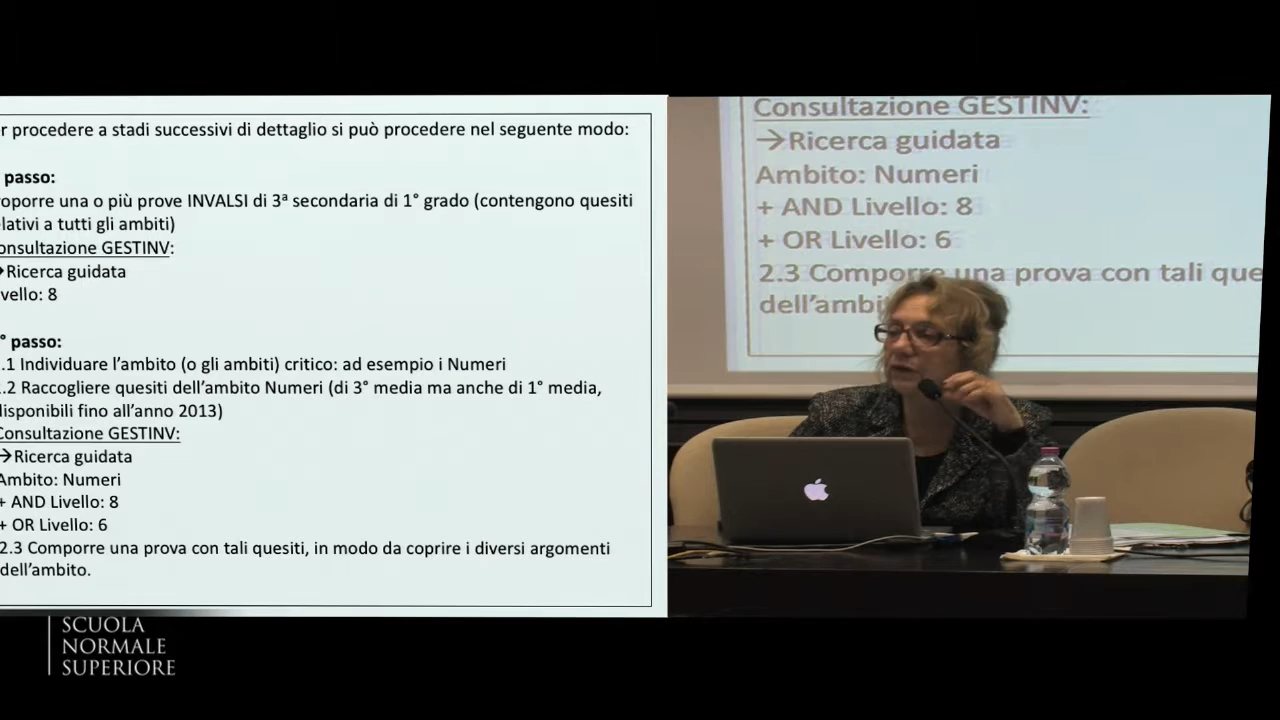 r procedere a stadi successivi di dettaglio si può procedere nel seguente modo:
passo:
oporre una o più prove INVALSI di 3ª secondaria di 1° grado (contengono quesiti
lativi a tutti gli ambiti)
onsultazione GESTINV:
Ricerca guidata
vello: 8
° passo:
.1 Individuare l'ambito (o gli ambiti) critico: ad esempio i Numeri
.2 Raccogliere quesiti dell'ambito Numeri (di 3° media ma anche di 1° media,
disponibili fino all'anno 2013)
Consultazione GESTINV:
→Ricerca guidata
Ambito: Numeri
+ AND Livello: 8
+ OR Livello: 6
2.3 Comporre una prova con tali quesiti, in modo da coprire i diversi argomenti
dell'ambito.
Consultazione GESTINV:
→Ricerca guidata
Ambito: Numeri
+ AND Livello: 8
+ OR Livello: 6
2.3 Comporre una prova con tali que
dell'ambi
SCUOLA
NORMALE
SUPERIORE